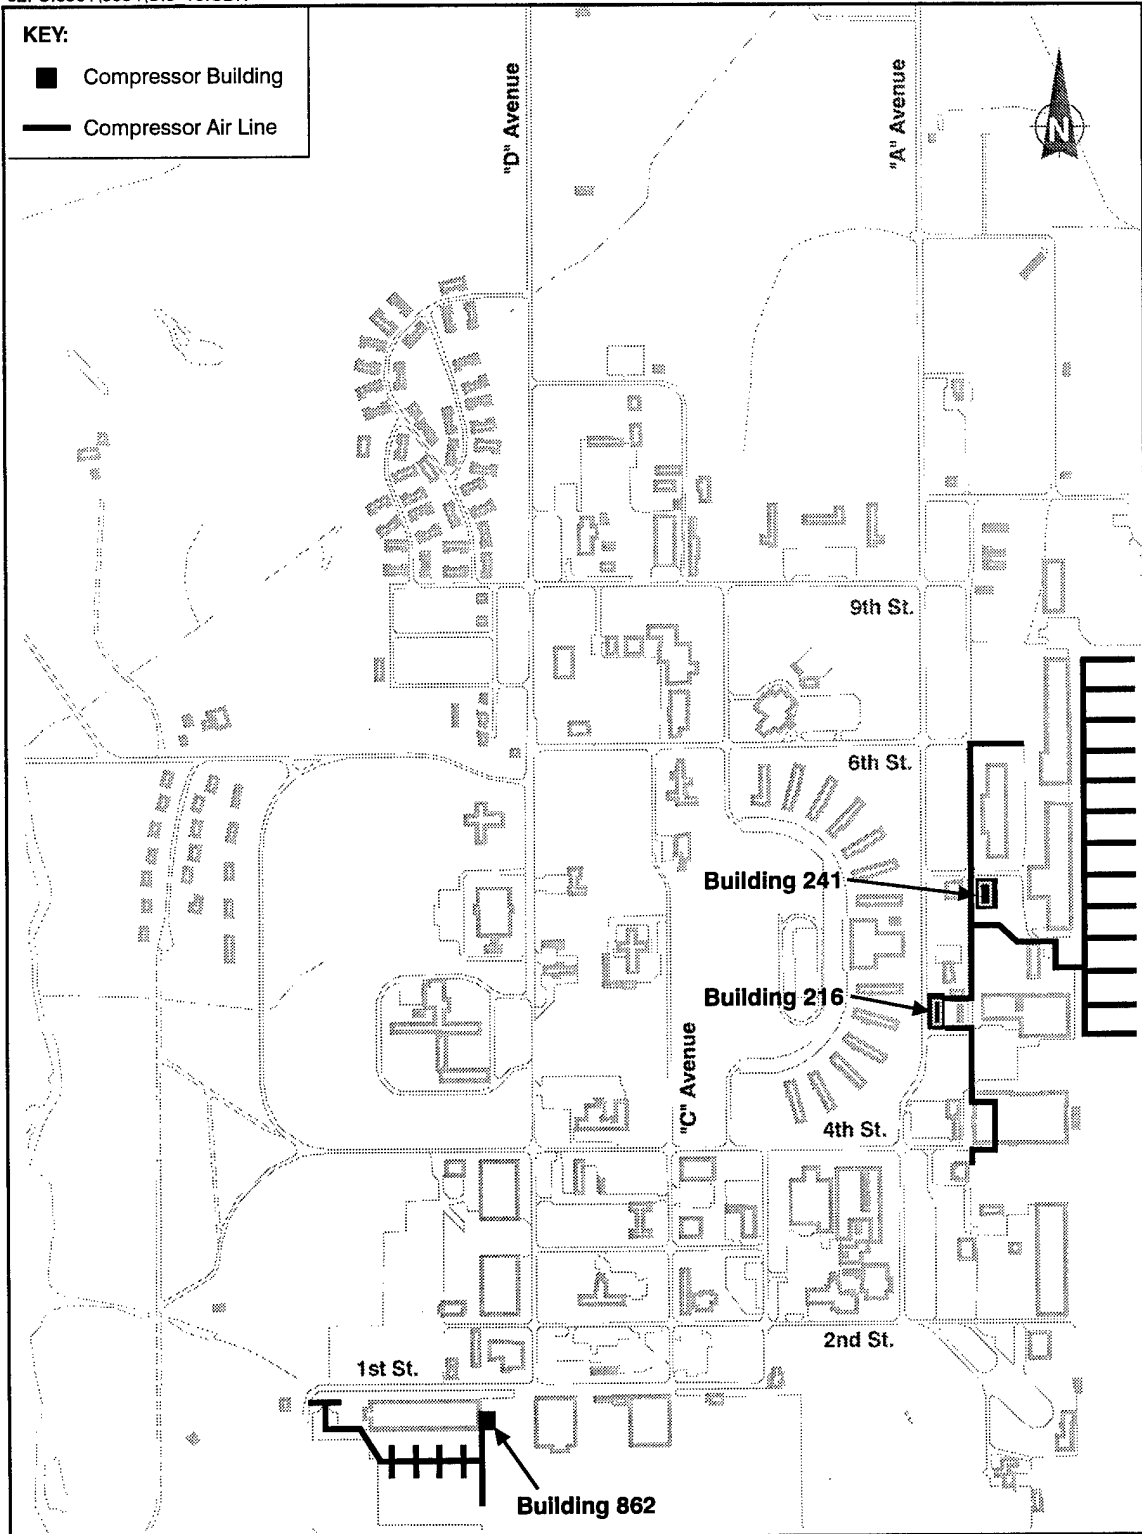 KEY:
Compressor Building
Compressor Air Line
"D" Avenue
"A" Avenue
N
9th St.
6th St.
Building 241
Building 216
"C" Avenue
4th St.
2nd St.
1st St.
Building 862